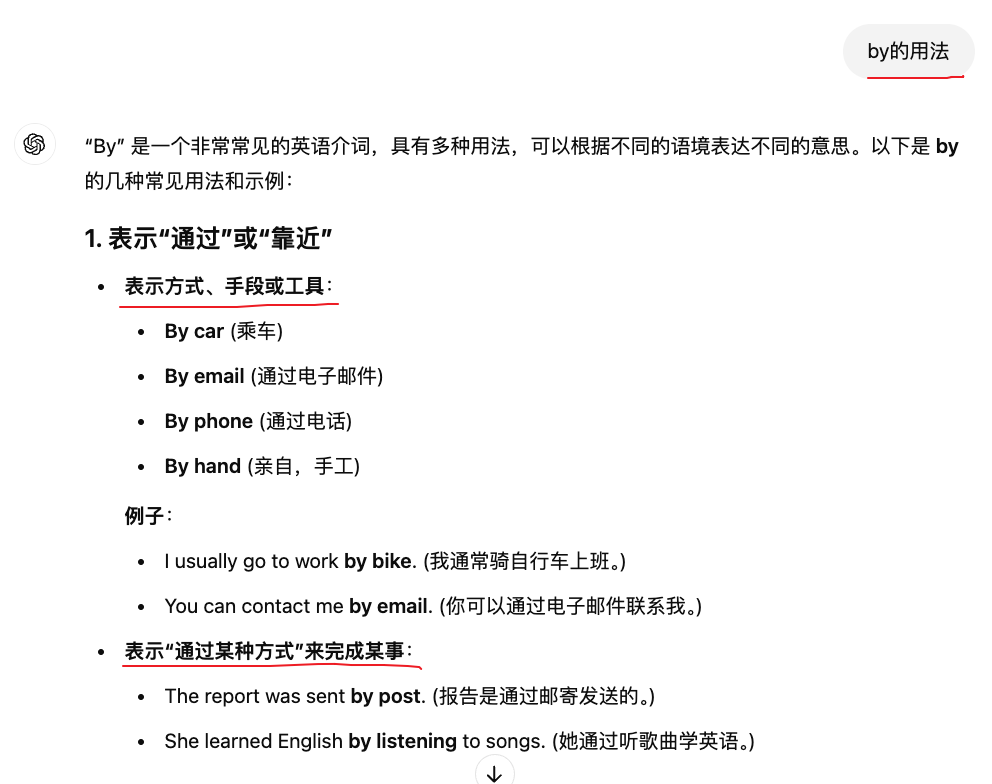 by的用法
“By” 是一个非常常见的英语介词，具有多种用法，可以根据不同的语境表达不同的意思。以下是 by
的几种常见用法和示例：
1. 表示“通过”或“靠近”
• 表示方式、手段或工具：
• By car (乘车)
• By email (通过电子邮件)
• By phone (通过电话)
• By hand (亲自，手工)
例子：
• I usually go to work by bike. (我通常骑自行车上班。)
• You can contact me by email. (你可以通过电子邮件联系我。)
• 表示“通过某种方式”来完成某事：
• The report was sent by post. (报告是通过邮寄发送的。)
• She learned English by listening to songs. (她通过听歌曲学英语。)